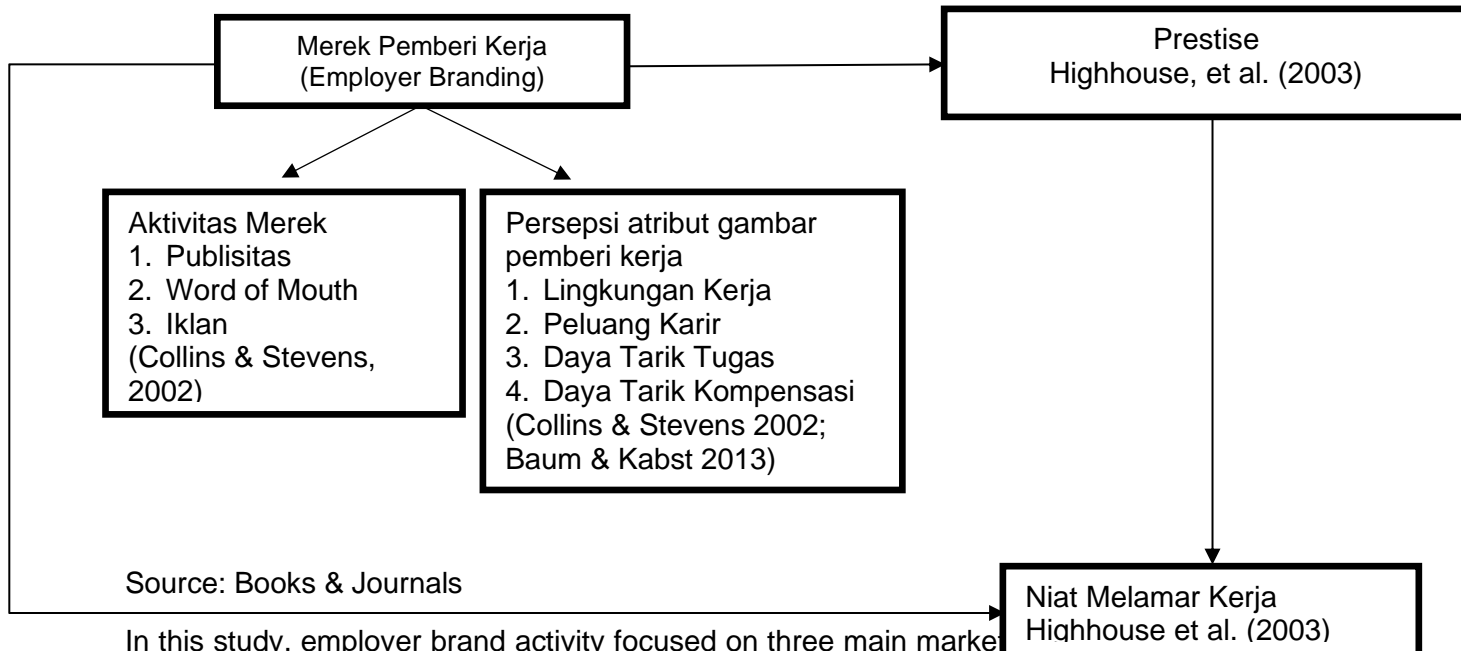 Merek Pemberi Kerja
(Employer Branding)
Prestise
Highhouse, et al. (2003)
Aktivitas Merek
1. Publisitas
2. Word of Mouth
3. Iklan
(Collins & Stevens,
2002)
Persepsi atribut gambar
pemberi kerja
1. Lingkungan Kerja
2. Peluang Karir
3. Daya Tarik Tugas
4. Daya Tarik Kompensasi
(Collins & Stevens 2002;
Baum & Kabst 2013)
Source: Books & Journals
Niat Melamar Kerja
Highhouse et al. (2003)
In this study, employer brand activity focused on three main market